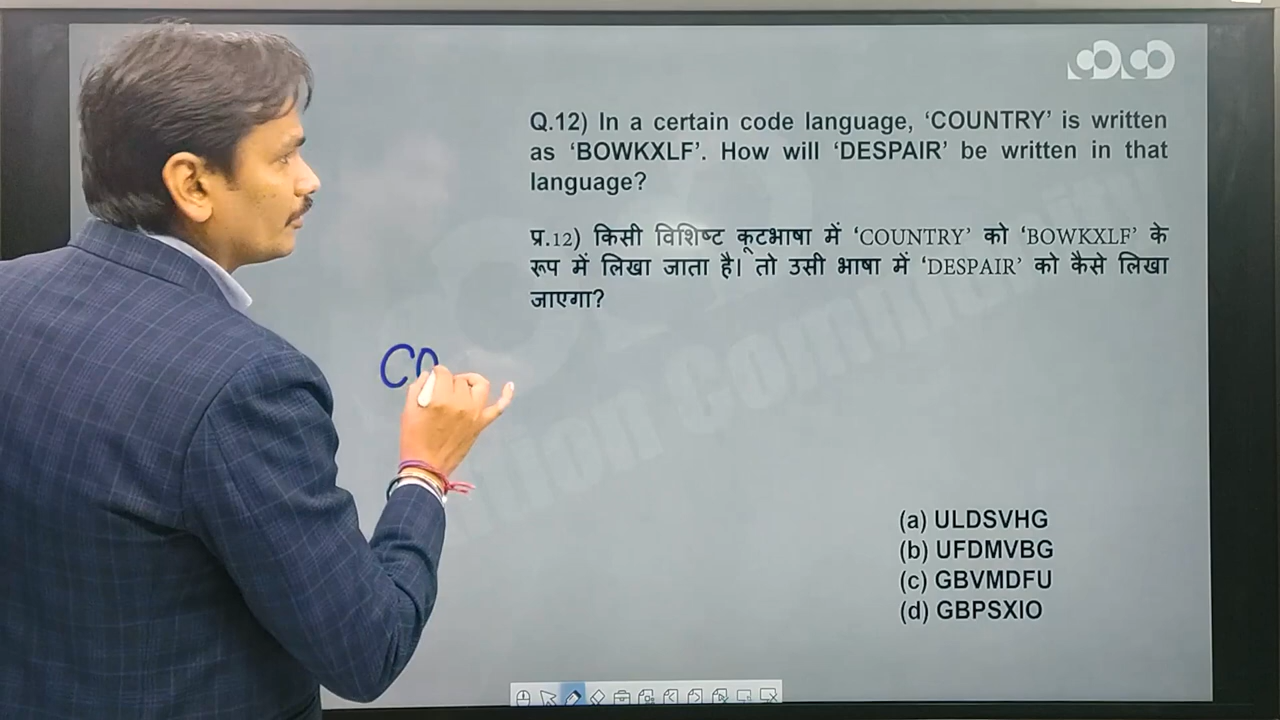 Q.12) In a certain code language, ‘COUNTRY’ is written
as ‘BOWKXLF’. How will ‘DESPAIR’ be written in that
language?
प्र.12) किसी विशिष्ट कूटभाषा में ‘COUNTRY’ को ‘BOWKXLF’ के
रूप में लिखा जाता है। तो उसी भाषा में ‘DESPAIR’ को कैसे लिखा
जाएगा?
CO
(a) ULDSVHG
(b) UFDMVBG
(c) GBVMDFU
(d) GBPSXIO